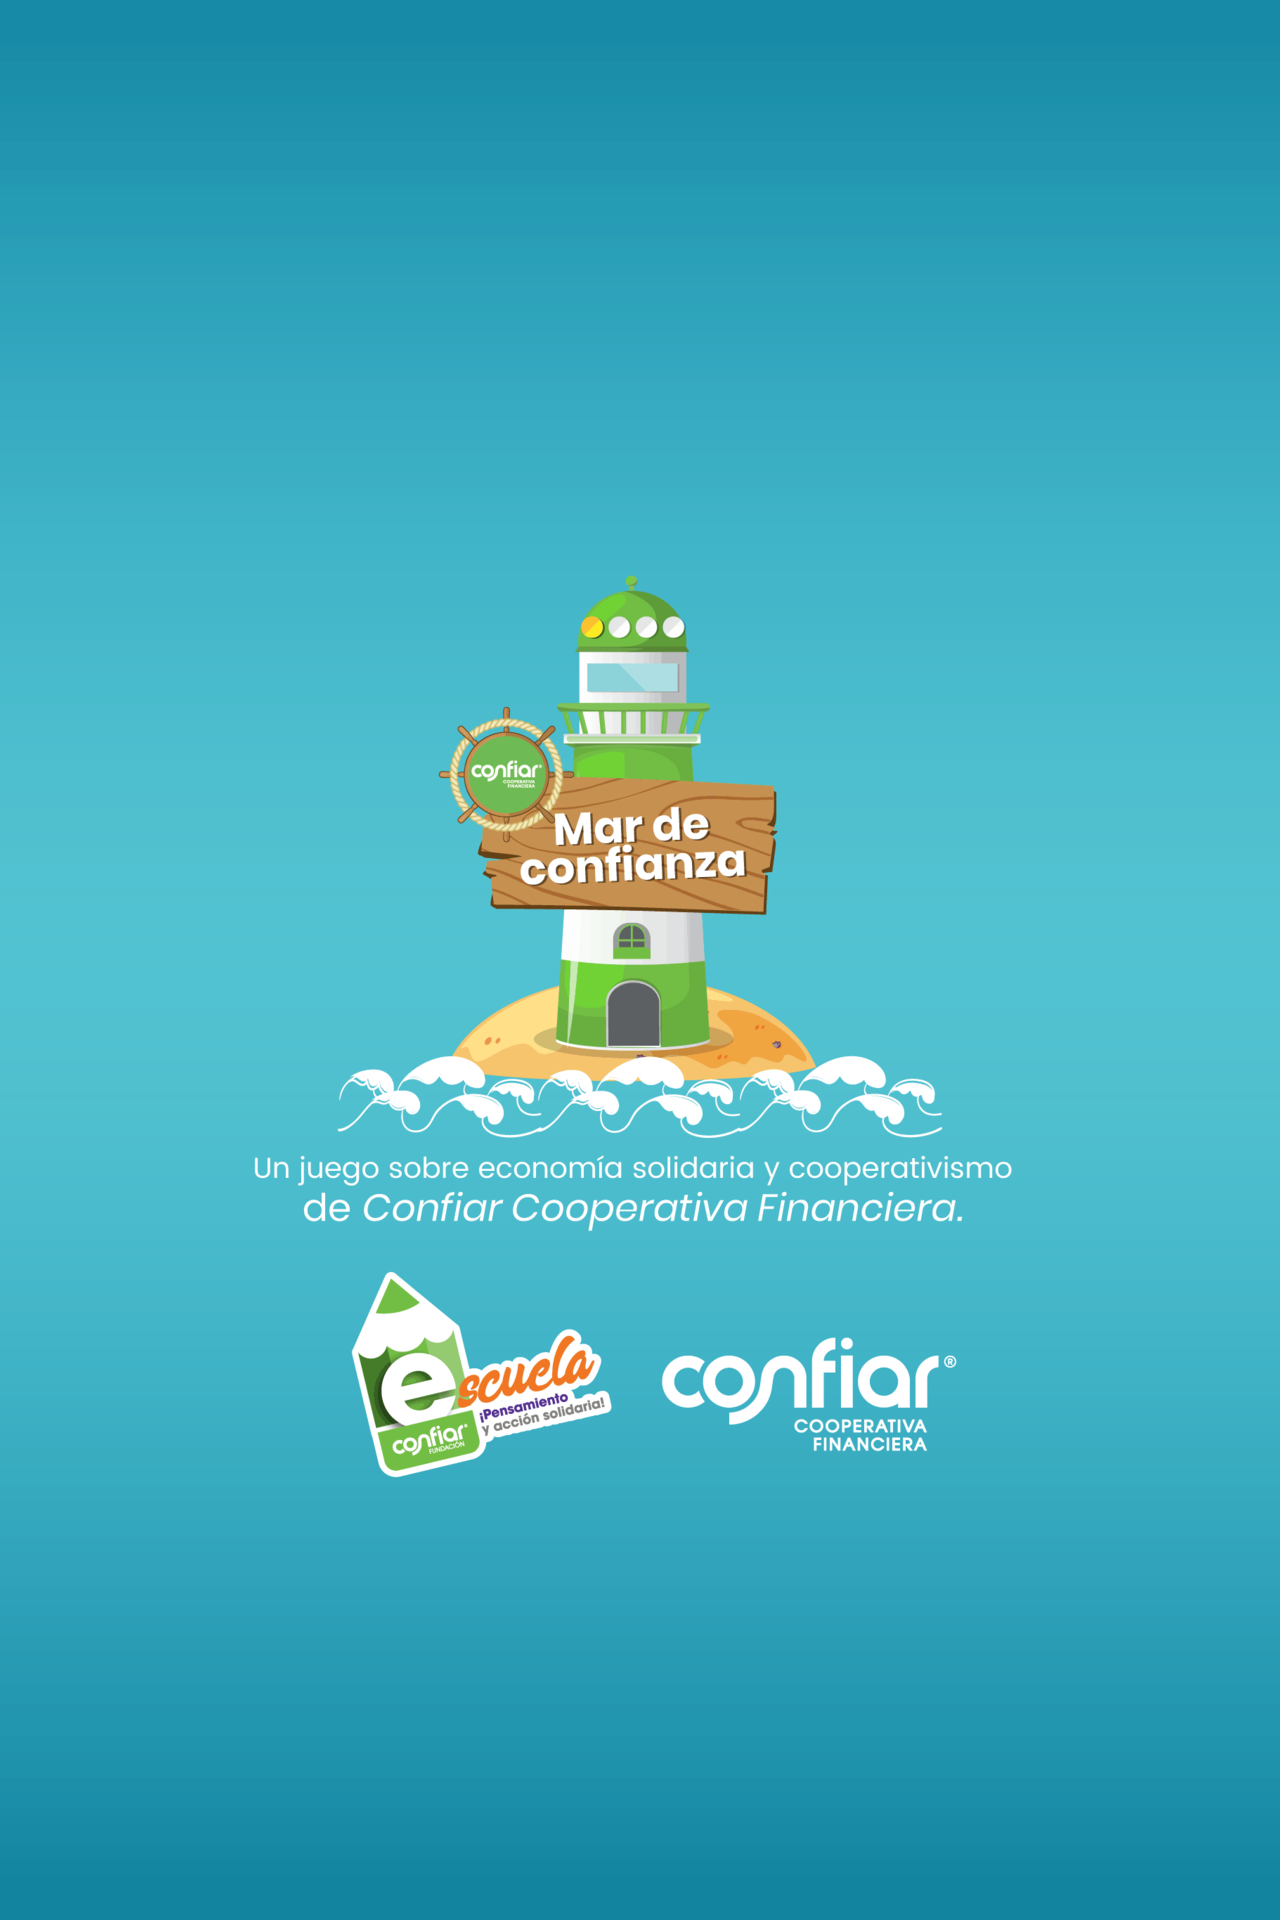 confiar
COOPERATIVA
FINANCIERA
Mar de
confianza
Un juego sobre economía solidaria y cooperativismo
de Confiar Cooperativa Financiera.
escuela
¡Pensamiento
y acción solidaria!
confiar
FUNDACIÓN
confiar®
COOPERATIVA
FINANCIERA